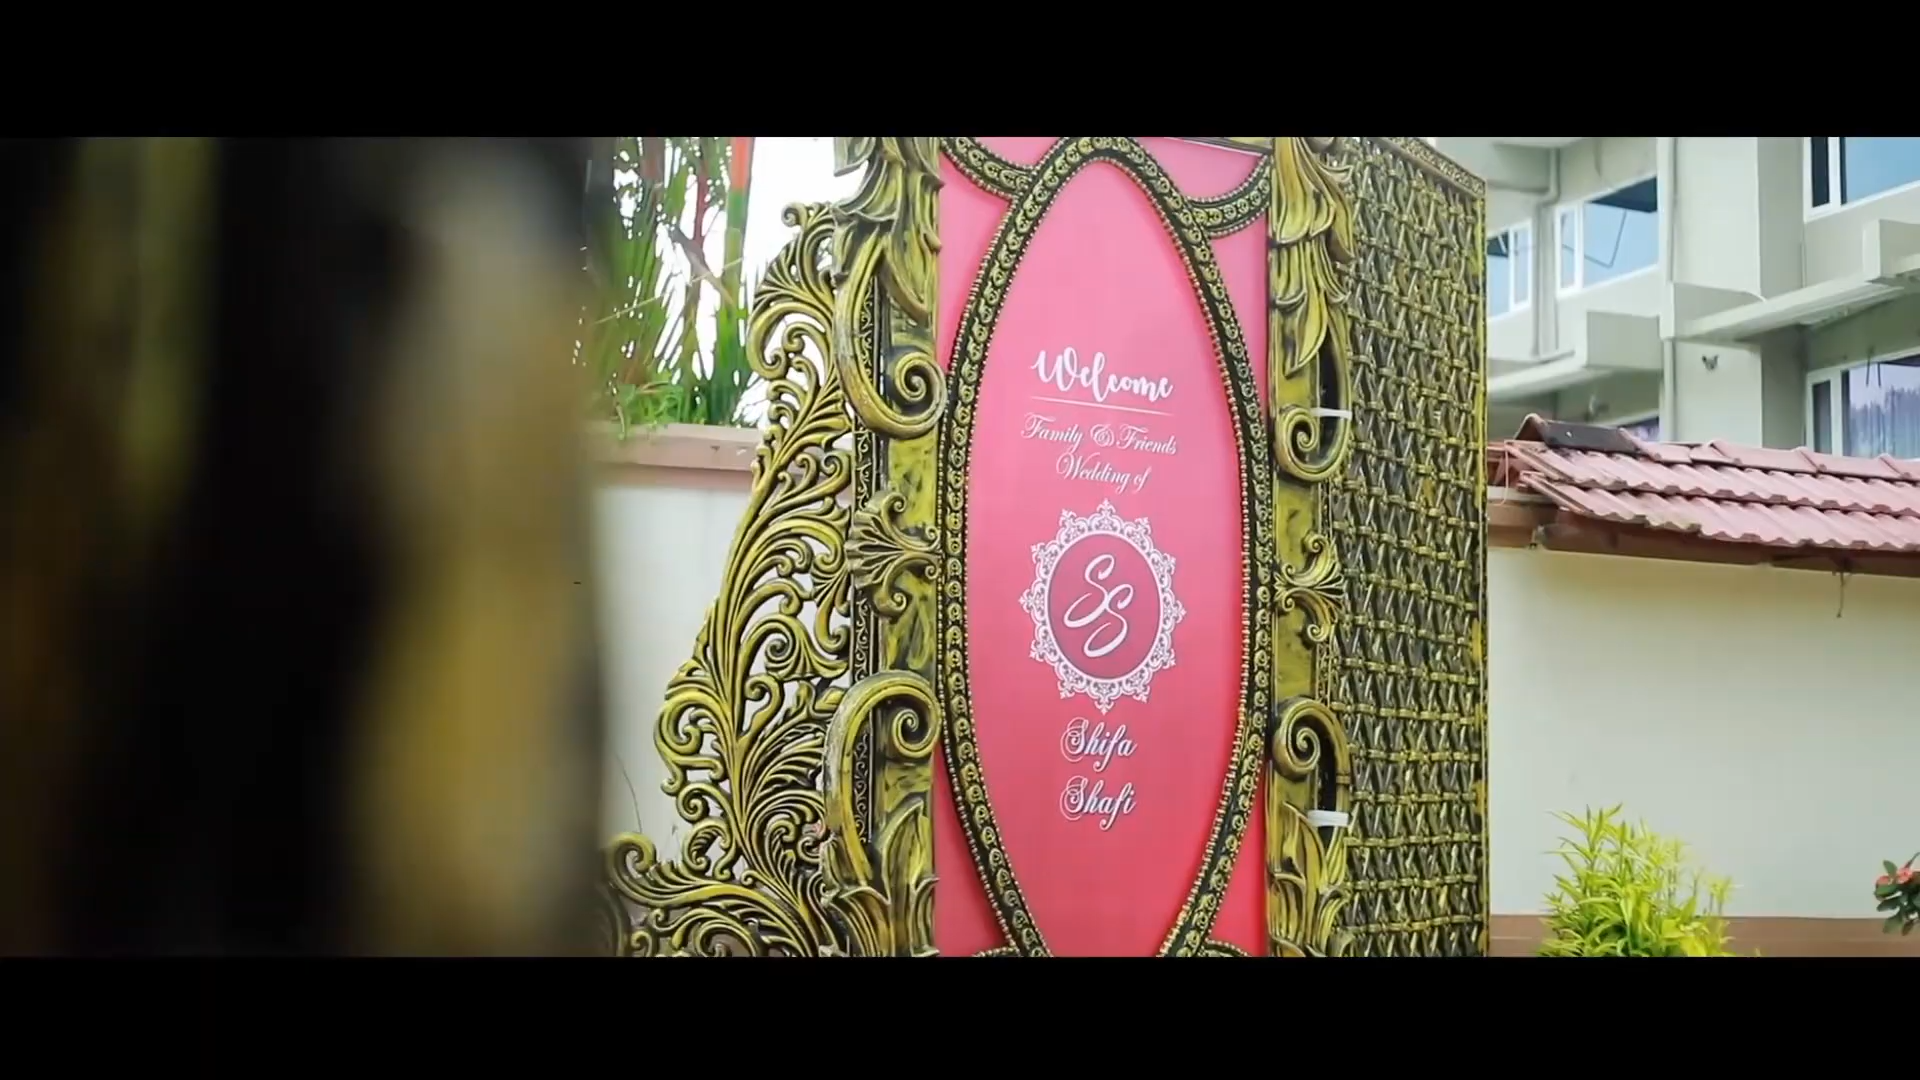 Welcome
Family & Friends
Wedding of
SS
Shifa
Shafi